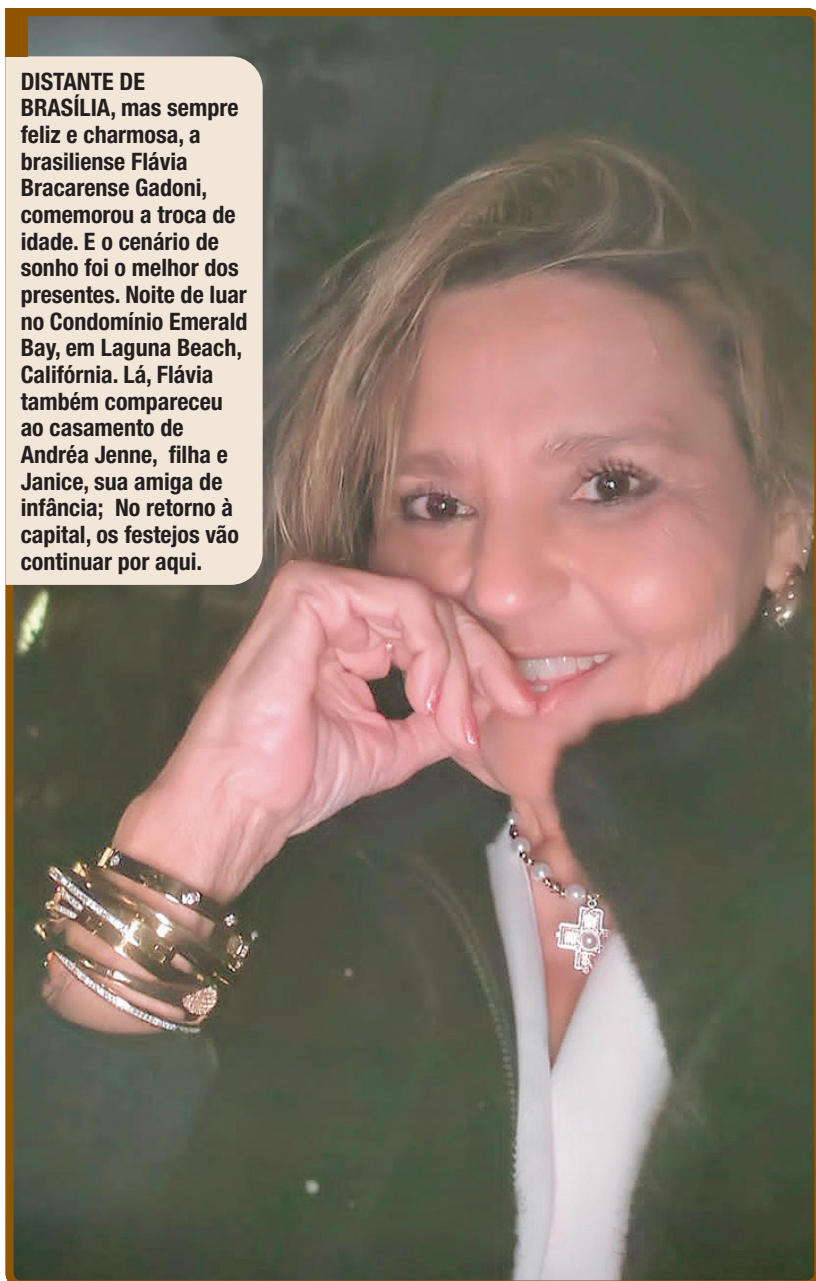 DISTANTE DE
BRASÍLIA, mas sempre
feliz e charmosa, a
brasiliense Flávia
Bracarense Gadoni,
comemorou a troca de
idade. E o cenário de
sonho foi o melhor dos
presentes. Noite de luar
no Condomínio Emerald
Bay, em Laguna Beach,
Califórnia. Lá, Flávia
também compareceu
ao casamento de
Andréa Jenne,  filha e
Janice, sua amiga de
infância;  No retorno à
capital, os festejos vão
continuar por aqui.